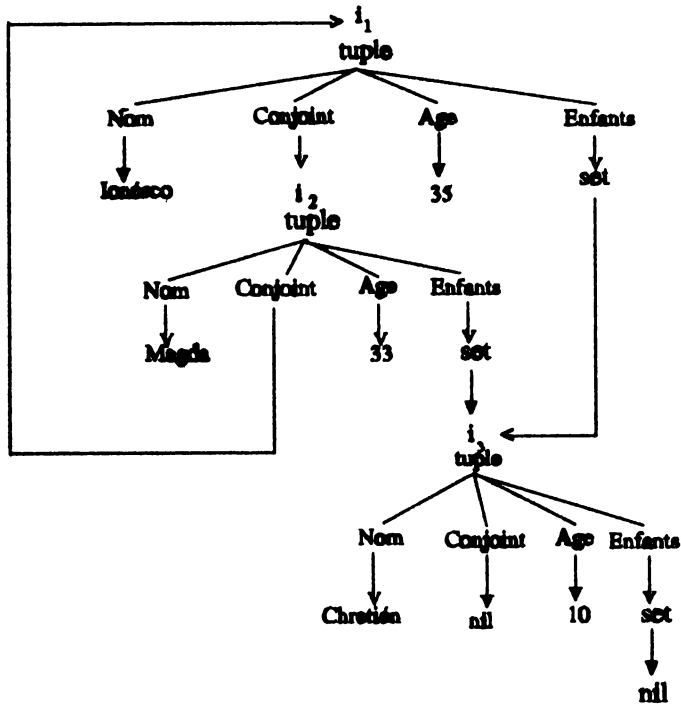 i1
tuple
Nom Conjoint Age Enfants
Ionésco 35 set
i2
tuple
Nom Conjoint Age Enfants
Magda 33 set
i3
tuple
Nom Conjoint Age Enfants
Chretién nil 10 set
nil